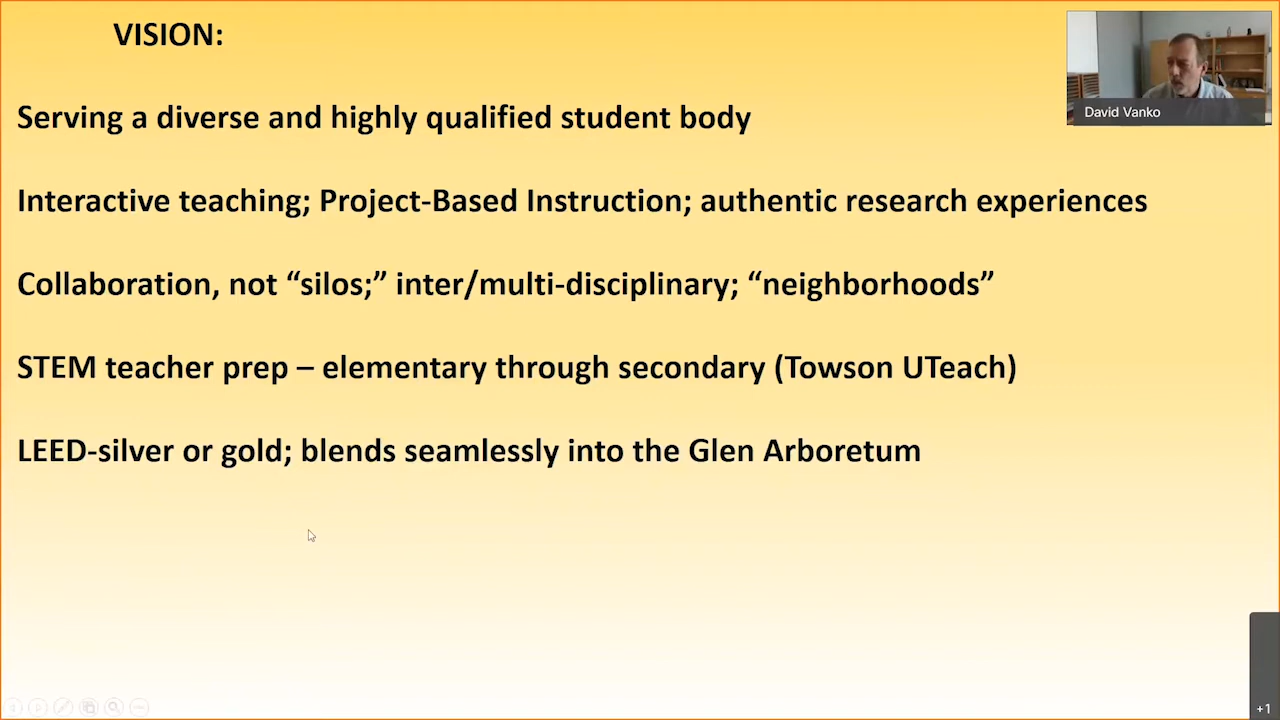 VISION:
David Vanko
Serving a diverse and highly qualified student body
Interactive teaching; Project-Based Instruction; authentic research experiences
Collaboration, not “silos;” inter/multi-disciplinary; “neighborhoods”
STEM teacher prep – elementary through secondary (Towson UTeach)
LEED-silver or gold; blends seamlessly into the Glen Arboretum
+1